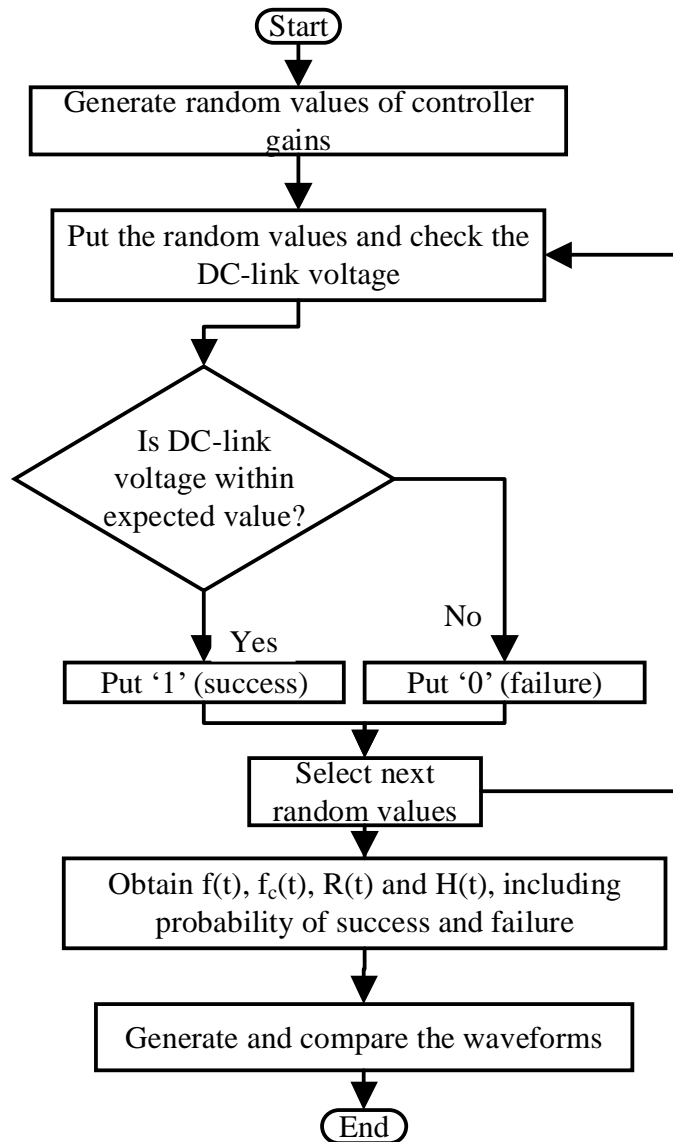 Start
Generate random values of controller
gains
Put the random values and check the
DC-link voltage
Is DC-link
voltage within
expected value?
Yes
No
Put ‘1’ (success)
Put ‘0’ (failure)
Select next
random values
Obtain f(t), fc(t), R(t) and H(t), including
probability of success and failure
Generate and compare the waveforms
End